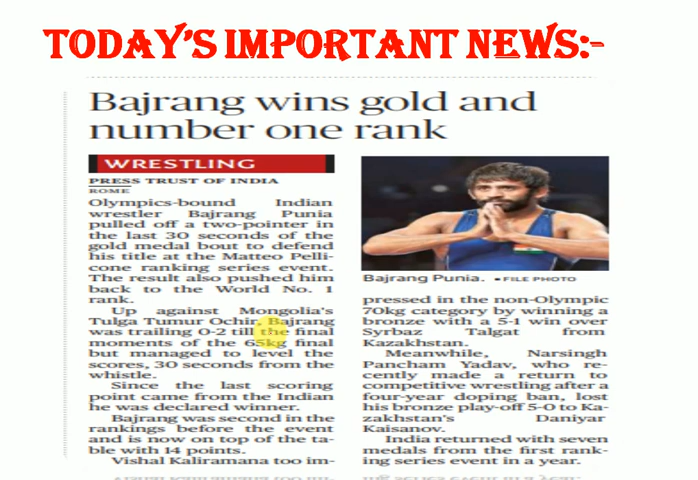 TODAY'S IMPORTANT NEWS:-
Bajrang wins gold and
number one rank
WRESTLING
PRESS TRUST OF INDIA
ROME
Olympics-bound Indian
wrestler Bajrang Punia
pulled off a two-pointer in
the last 30 seconds of the
gold medal bout to defend
his title at the Matteo Pelli-
cone ranking series event.
The result also pushed him
back to the World No. 1
rank.
Up against Mongolia's
Tulga Tumur Ochir, Bajrang
was trailing 0-2 till the final
moments of the 65kg final
but managed to level the
scores, 30 seconds from the
whistle.
Since the last scoring
point came from the Indian
he was declared winner.
Bajrang was second in the
rankings before the event
and is now on top of the ta-
ble with 14 points.
Vishal Kaliramana too im-
Bajrang Punia. •FILE PHOTO
pressed in the non-Olympic
70kg category by winning a
bronze with a 5-1 win over
Syrbaz Talgat from
Kazakhstan.
Meanwhile, Narsingh
Pancham Yadav, who re-
cently made a return to
competitive wrestling after a
four-year doping ban, lost
his bronze play-off 5-0 to Ka-
zakhstan's Daniyar
Kaisanov.
India returned with seven
medals from the first rank-
ing series event in a year.